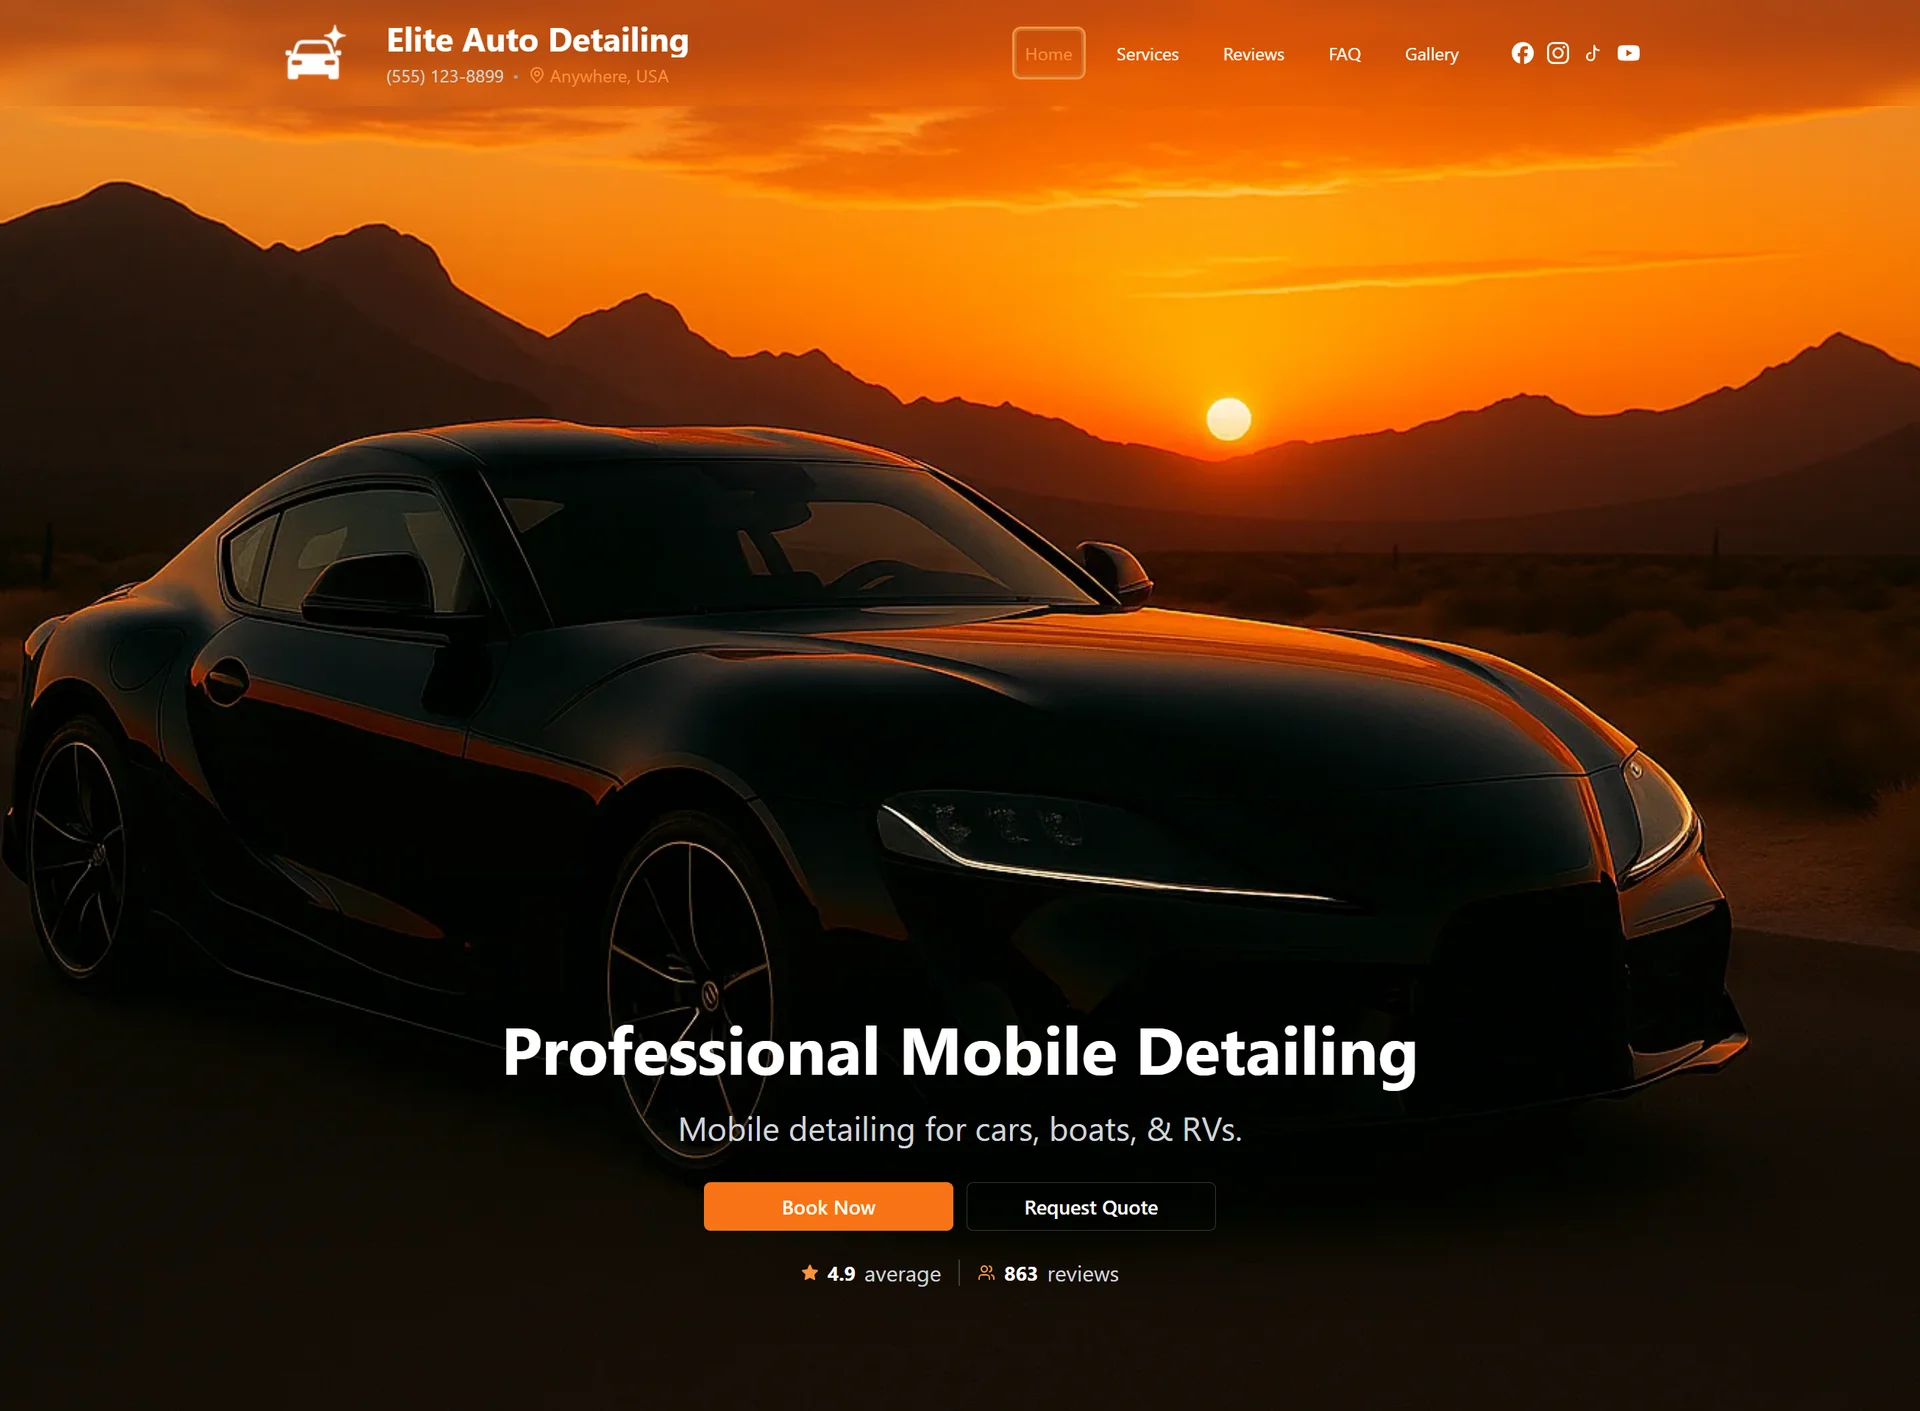 Elite Auto Detailing
(555) 123-8899 • Anywhere, USA
Home Services Reviews FAQ Gallery
Professional Mobile Detailing
Mobile detailing for cars, boats, & RVs.
Book Now Request Quote
4.9 average 863 reviews